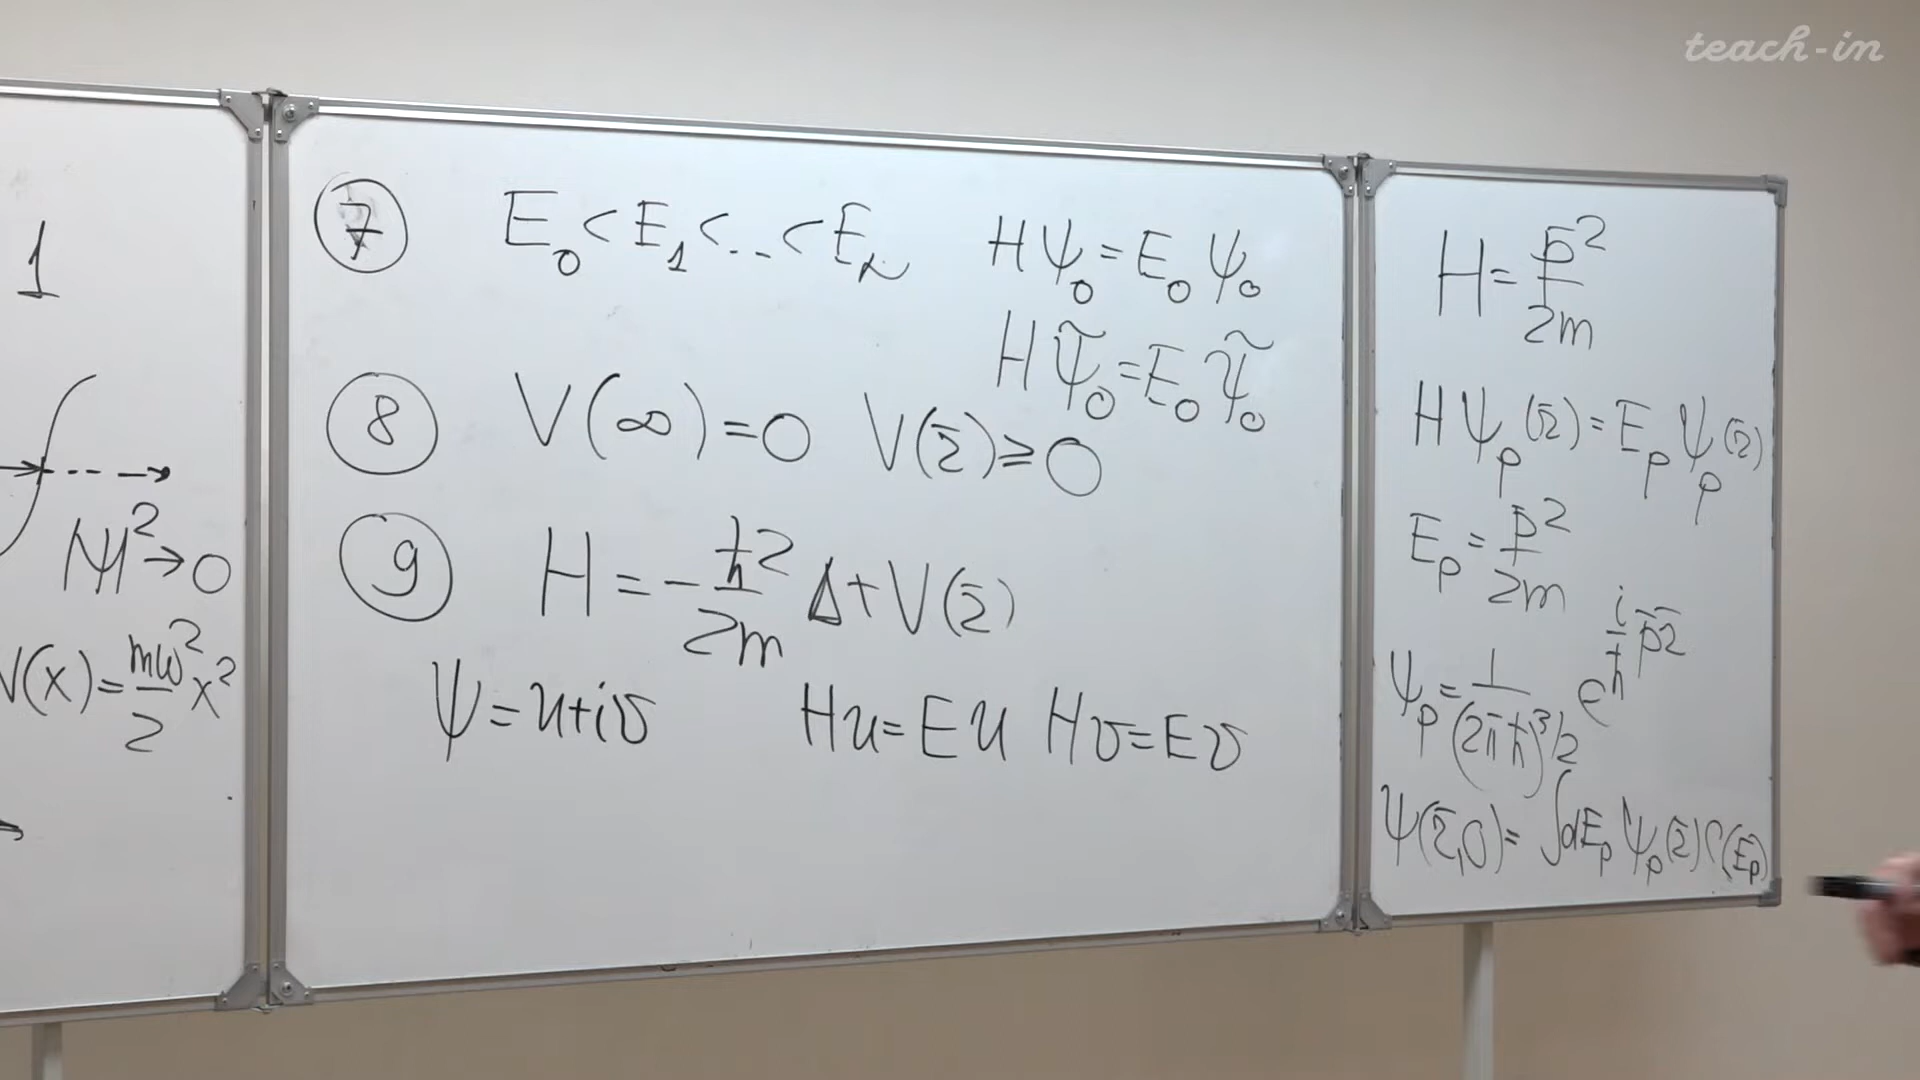 teach-in
1
|ψ|² → 0
V(x) = mω²/2 x²
⑦ E₀ < E₁ < ... < Eₙ Hψ₀ = E₀ψ₀
Hψ̃₀ = E₀ψ̃₀
⑧ V(∞) = 0 V(r̄) ≥ 0
⑨ H = -ħ²/2m Δ + V(r̄)
ψ = u + iv Hu = Eu Hv = Ev
H = p̄²/2m
Hψₚ(r̄) = Eₚψₚ(r̄)
Eₚ = p²/2m
ψₚ = 1/(2πħ)^3/2 e^(i/ħ p̄r̄)
ψ(r̄,0) = ∫dEₚ ψₚ(r̄) C(Eₚ)